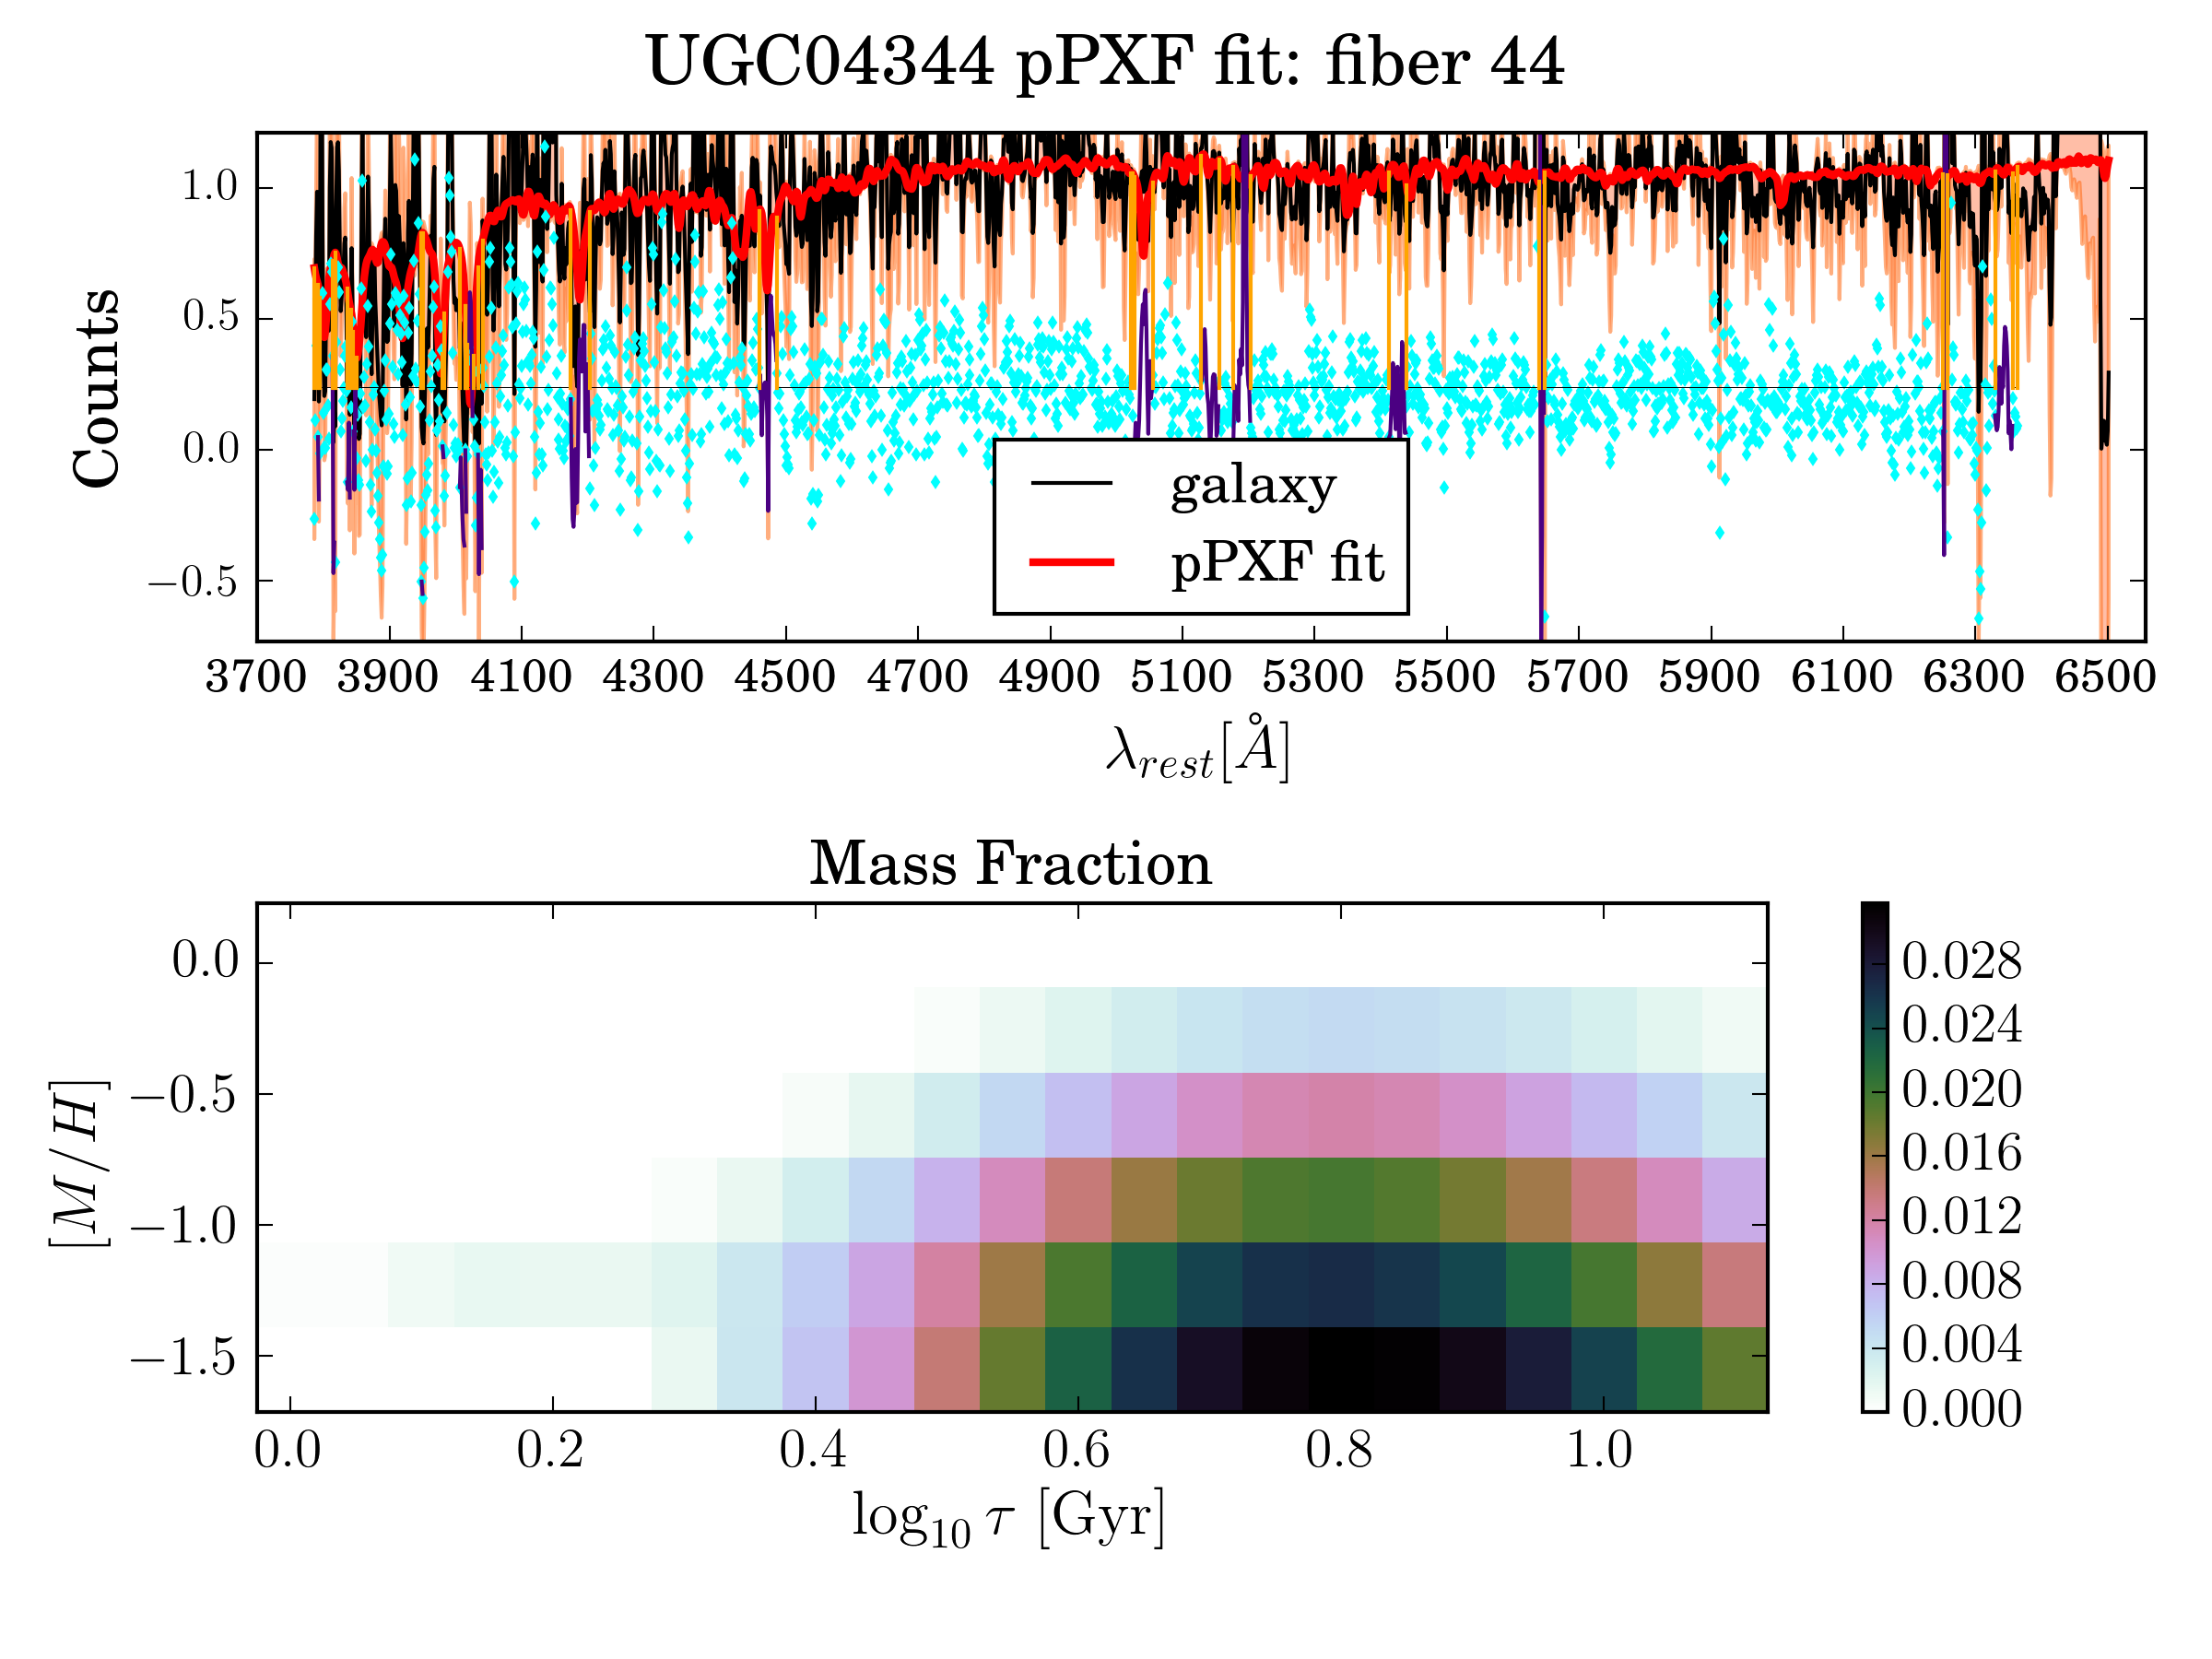 UGC04344 pPXF fit: fiber 44
Counts
1.0
0.5
0.0
−0.5
galaxy
pPXF fit
3700 3900 4100 4300 4500 4700 4900 5100 5300 5500 5700 5900 6100 6300 6500
λrest[Å]
Mass Fraction
[M/H]
0.0
−0.5
−1.0
−1.5
0.0 0.2 0.4 0.6 0.8 1.0
log10 τ [Gyr]
0.028
0.024
0.020
0.016
0.012
0.008
0.004
0.000